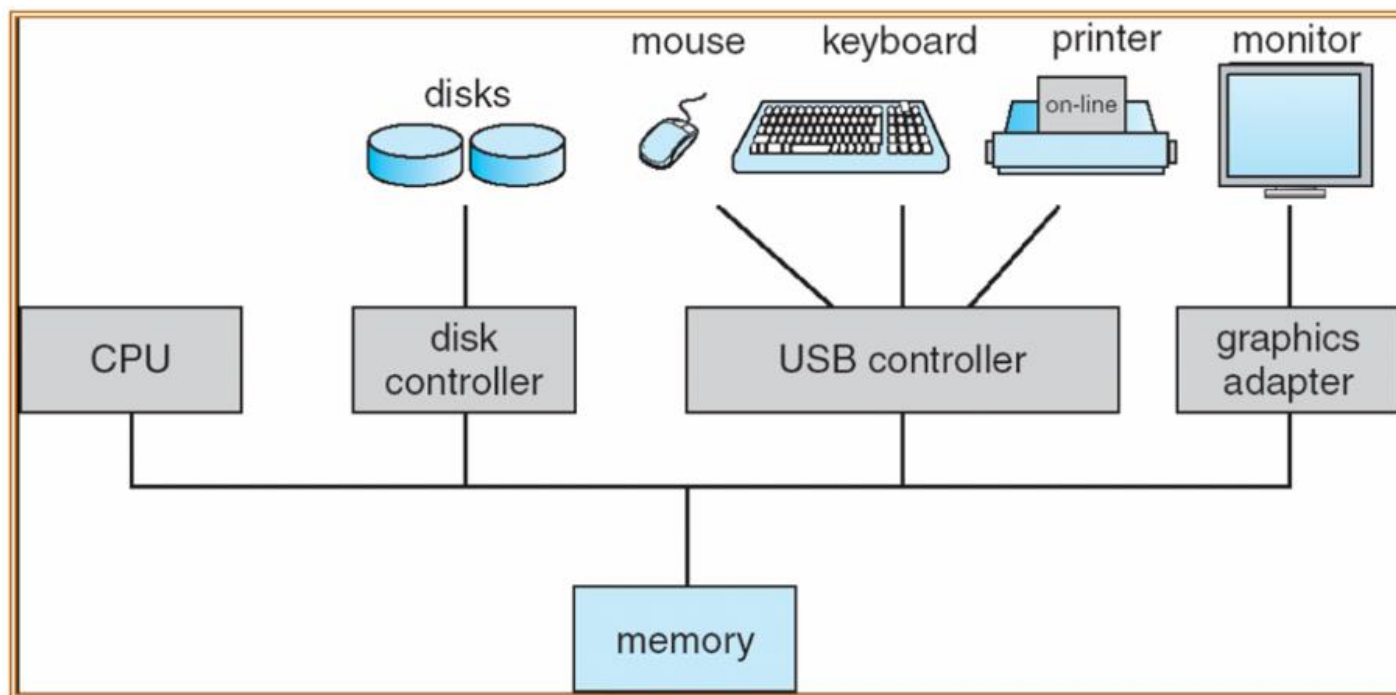 mouse
keyboard
printer
monitor
disks
on-line
CPU
disk
controller
USB controller
graphics
adapter
memory